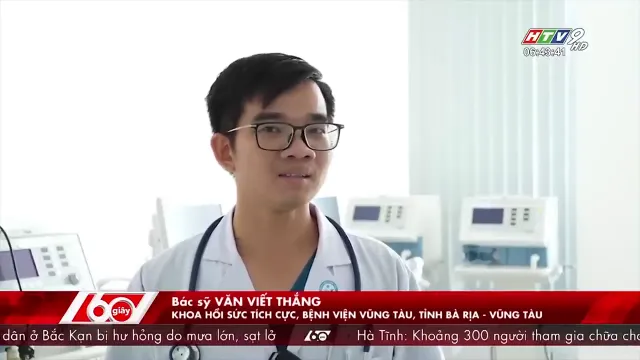 HTV9
HD
06:43:41
60
giây
Bác sỹ VĂN VIẾT THẮNG
KHOA HỒI SỨC TÍCH CỰC, BỆNH VIỆN VŨNG TÀU, TỈNH BÀ RỊA - VŨNG TÀU
dân ở Bắc Kạn bị hư hỏng do mưa lớn, sạt lở 60 Hà Tĩnh: Khoảng 300 người tham gia chữa